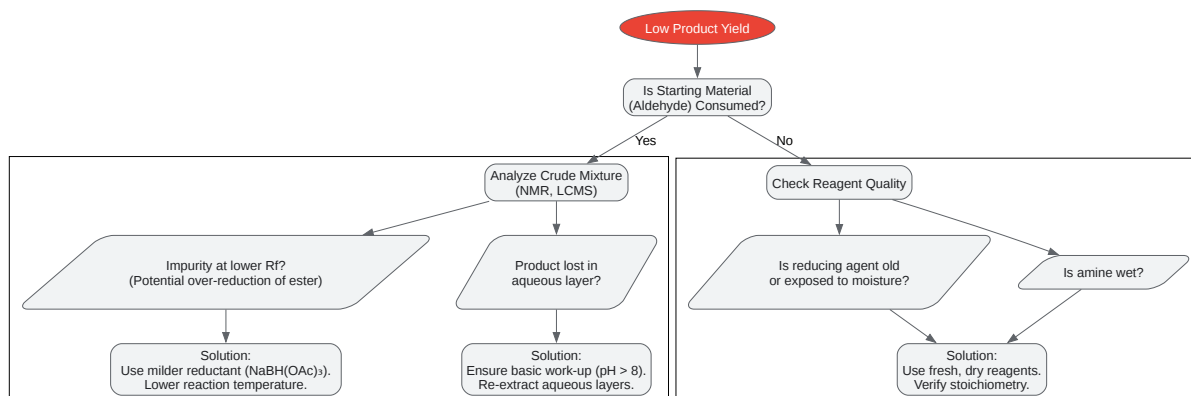 Low Product Yield
Is Starting Material
(Aldehyde) Consumed?
Yes
No
Analyze Crude Mixture
(NMR, LCMS)
Check Reagent Quality
Impurity at lower Rf?
(Potential over-reduction of ester)
Product lost in
aqueous layer?
Is reducing agent old
or exposed to moisture?
Is amine wet?
Solution:
Use milder reductant (NaBH(OAc)₃).
Lower reaction temperature.
Solution:
Ensure basic work-up (pH > 8).
Re-extract aqueous layers.
Solution:
Use fresh, dry reagents.
Verify stoichiometry.